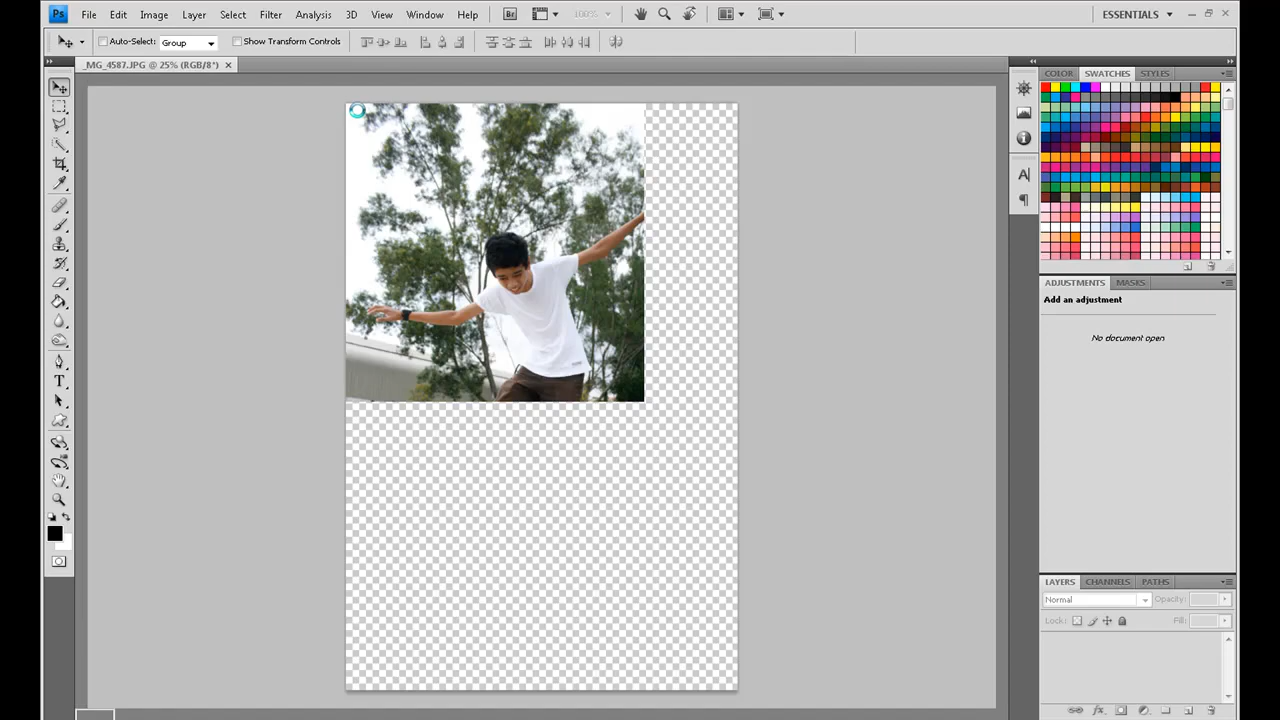 Ps File Edit Image Layer Select Filter Analysis 3D View Window Help Br 100% ESSENTIALS
Auto-Select: Group Show Transform Controls
_MG_4587.JPG @ 25% (RGB/8*)
COLOR SWATCHES STYLES
ADJUSTMENTS MASKS
Add an adjustment
No document open
LAYERS CHANNELS PATHS
Normal Opacity:
Lock: Fill: